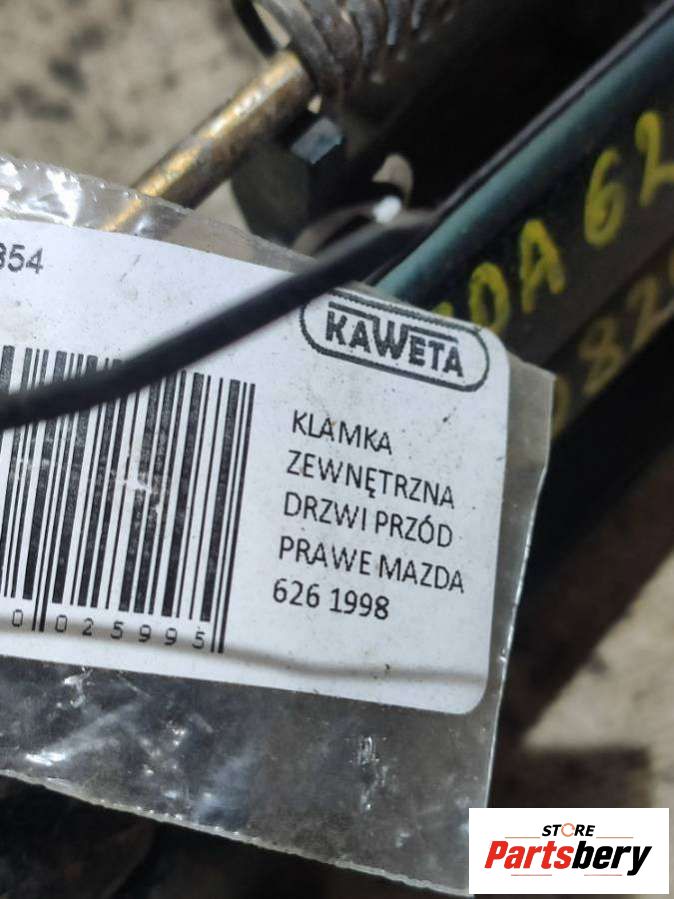 354
KAWETA
KLAMKA
ZEWNĘTRZNA
DRZWI PRZÓD
PRAWE MAZDA
626 1998
0 025995
STORE
Partsbery